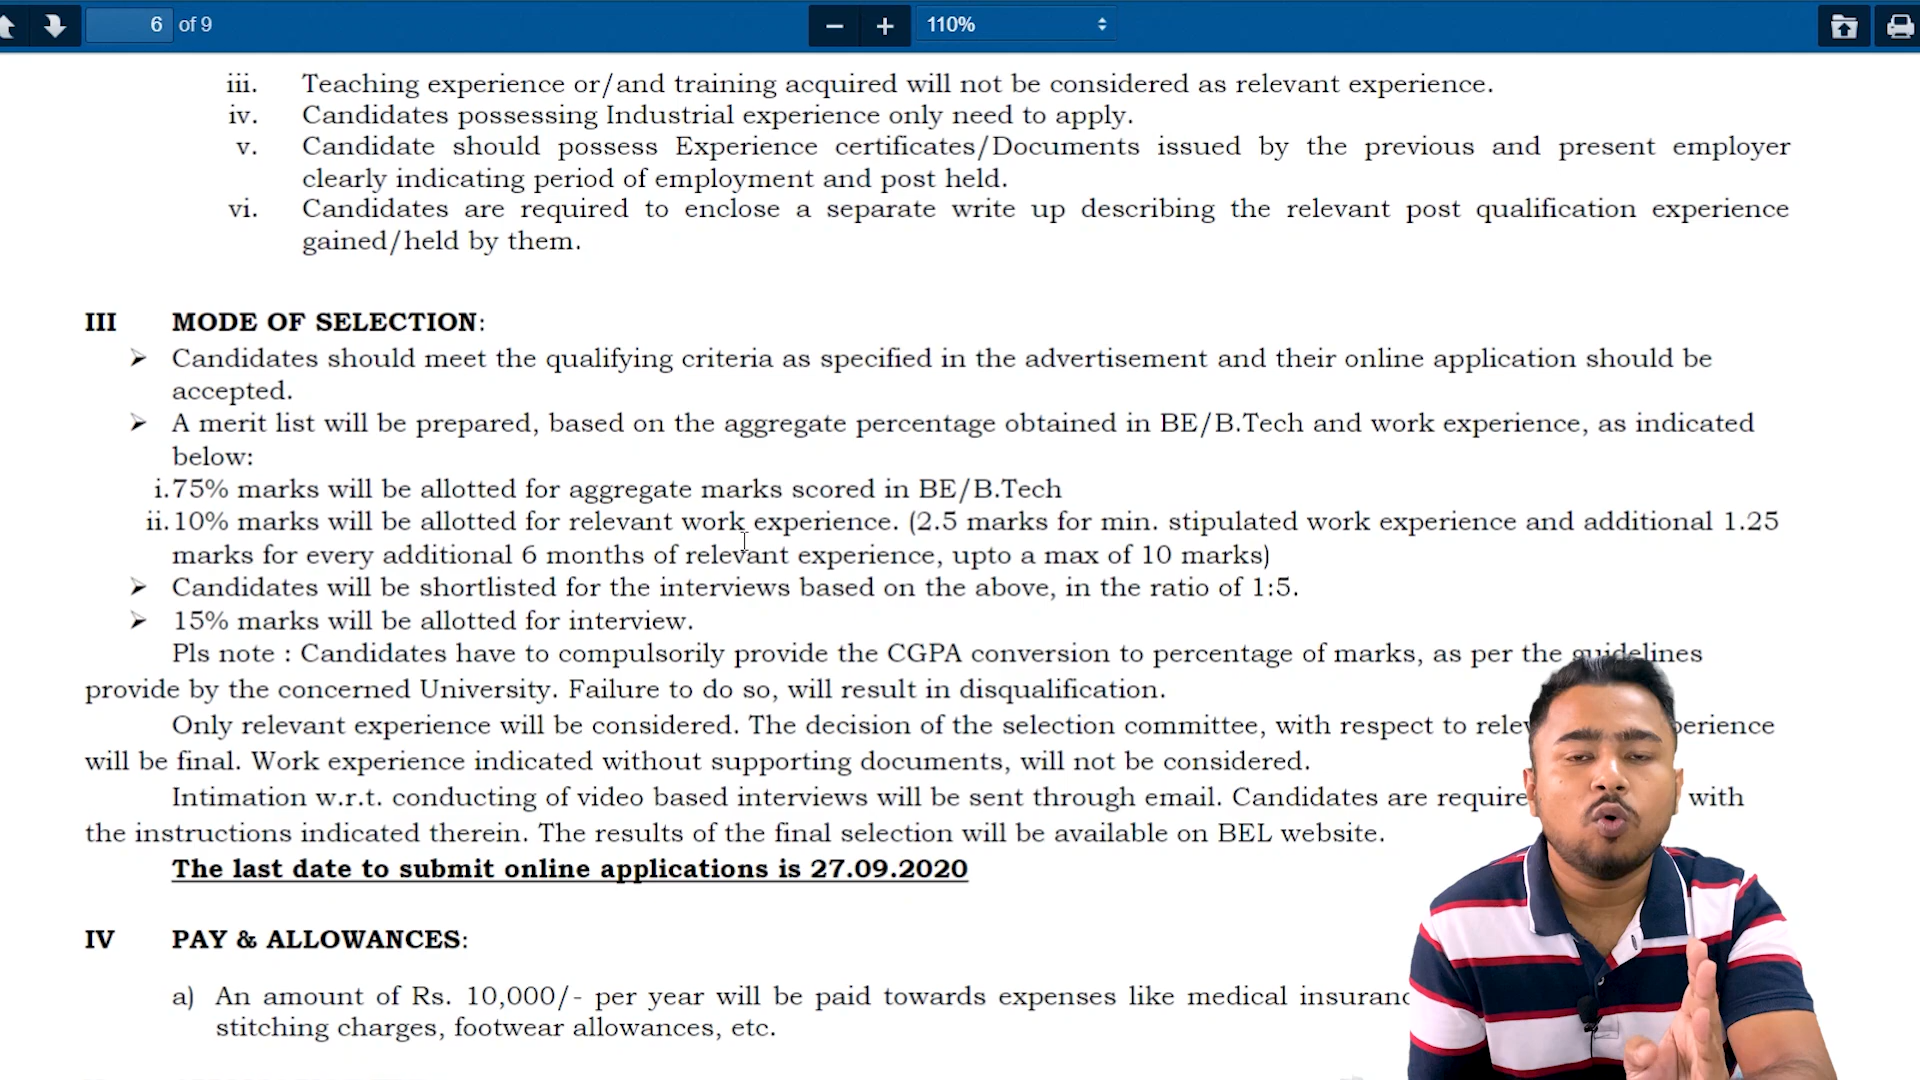 6 of 9
110%
iii. Teaching experience or/and training acquired will not be considered as relevant experience.
iv. Candidates possessing Industrial experience only need to apply.
v. Candidate should possess Experience certificates/Documents issued by the previous and present employer
clearly indicating period of employment and post held.
vi. Candidates are required to enclose a separate write up describing the relevant post qualification experience
gained/held by them.
III MODE OF SELECTION:
➢ Candidates should meet the qualifying criteria as specified in the advertisement and their online application should be
accepted.
➢ A merit list will be prepared, based on the aggregate percentage obtained in BE/B.Tech and work experience, as indicated
below:
i. 75% marks will be allotted for aggregate marks scored in BE/B.Tech
ii. 10% marks will be allotted for relevant work experience. (2.5 marks for min. stipulated work experience and additional 1.25
marks for every additional 6 months of relevant experience, upto a max of 10 marks)
➢ Candidates will be shortlisted for the interviews based on the above, in the ratio of 1:5.
➢ 15% marks will be allotted for interview.
Pls note : Candidates have to compulsorily provide the CGPA conversion to percentage of marks, as per the guidelines
provide by the concerned University. Failure to do so, will result in disqualification.
Only relevant experience will be considered. The decision of the selection committee, with respect to
will be final. Work experience indicated without supporting documents, will not be considered.
Intimation w.r.t. conducting of video based interviews will be sent through email. Candidates are with
the instructions indicated therein. The results of the final selection will be available on BEL website.
The last date to submit online applications is 27.09.2020
IV PAY & ALLOWANCES:
a) An amount of Rs. 10,000/- per year will be paid towards expenses like medical
stitching charges, footwear allowances, etc.